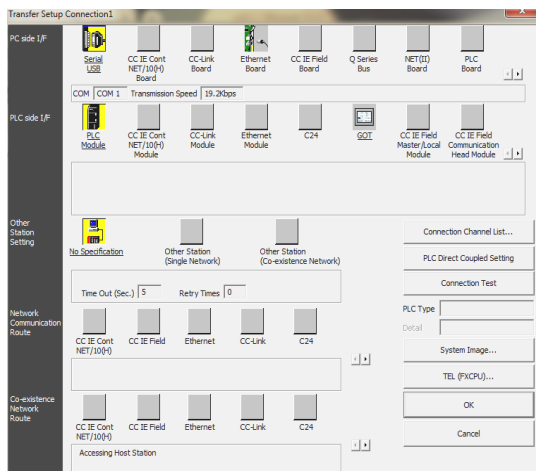 Transfer Setup Connection1
PC side I/F
Serial
USB
CC IE Cont
NET/10(H)
Board
CC-Link
Board
Ethernet
Board
CC IE Field
Board
Q Series
Bus
NET(II)
Board
PLC
Board
COM COM 1 Transmission Speed 19.2Kbps
PLC side I/F
PLC
Module
CC IE Cont
NET/10(H)
Module
CC-Link
Module
Ethernet
Module
C24
GOT
CC IE Field
Master/Local
Module
CC IE Field
Communication
Head Module
Other
Station
Setting
No Specification
Other Station
(Single Network)
Other Station
(Co-existence Network)
Time Out (Sec.) 5 Retry Times 0
Network
Communication
Route
CC IE Cont
NET/10(H)
CC IE Field
Ethernet
CC-Link
C24
Co-existence
Network
Route
CC IE Cont
NET/10(H)
CC IE Field
Ethernet
CC-Link
C24
Accessing Host Station
Connection Channel List...
PLC Direct Coupled Setting
Connection Test
PLC Type
Detail
System Image...
TEL (FXCPU)...
OK
Cancel